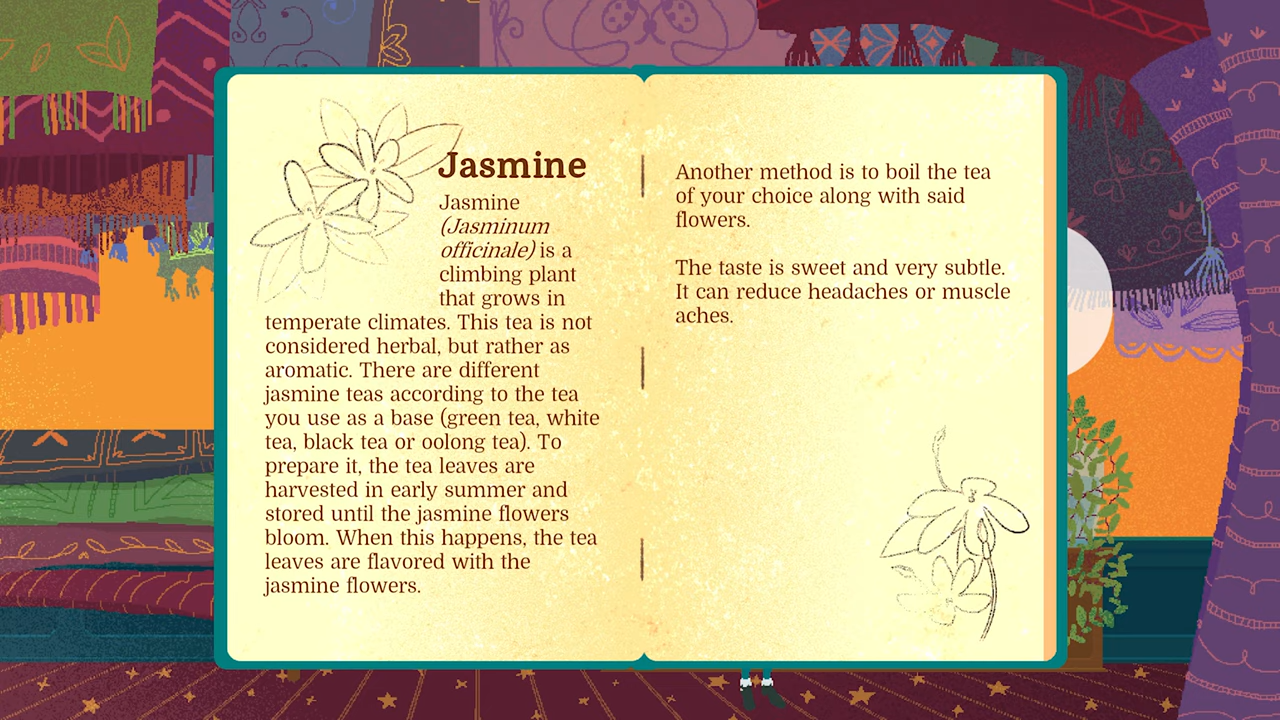 Jasmine
Jasmine
(Jasminum
officinale) is a
climbing plant
that grows in
temperate climates. This tea is not
considered herbal, but rather as
aromatic. There are different
jasmine teas according to the tea
you use as a base (green tea, white
tea, black tea or oolong tea). To
prepare it, the tea leaves are
harvested in early summer and
stored until the jasmine flowers
bloom. When this happens, the tea
leaves are flavored with the
jasmine flowers.
Another method is to boil the tea
of your choice along with said
flowers.
The taste is sweet and very subtle.
It can reduce headaches or muscle
aches.